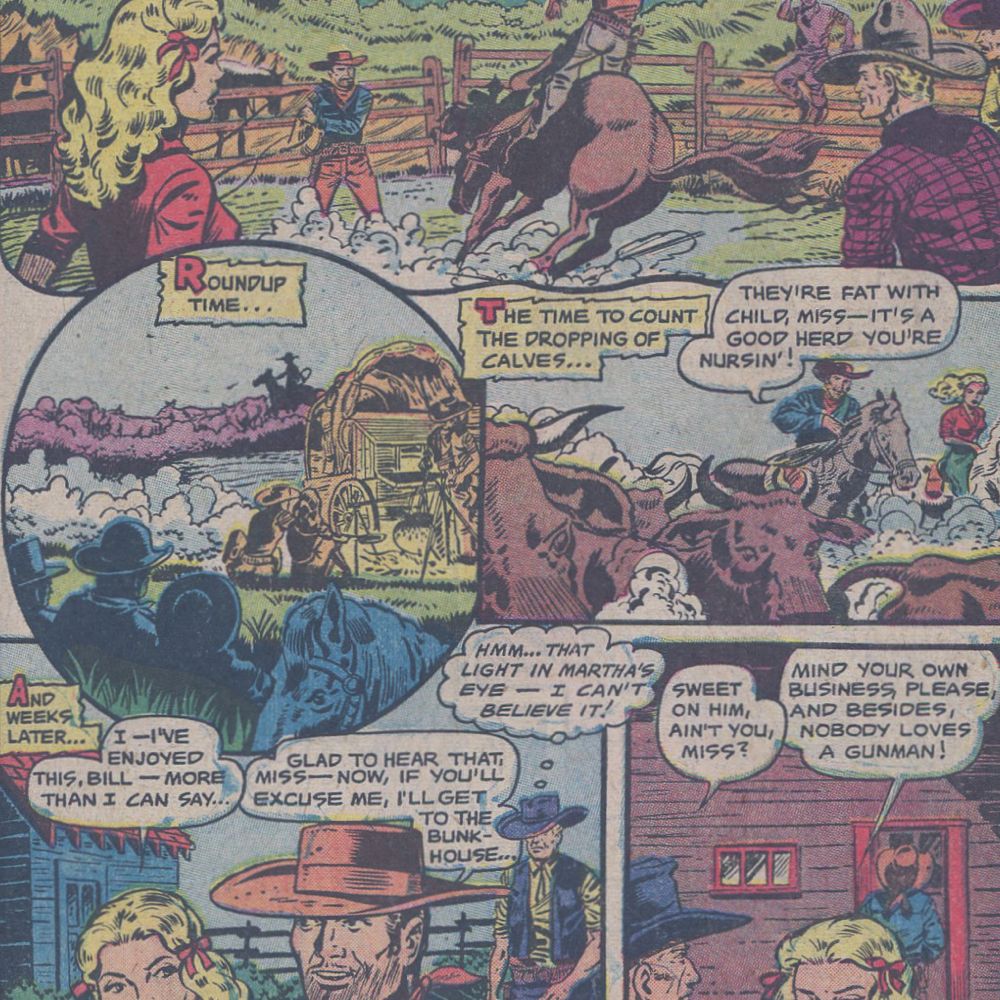 ROUNDUP
TIME...
THE TIME TO COUNT
THE DROPPING OF
CALVES...
THEY'RE FAT WITH
CHILD, MISS—IT'S A
GOOD HERD YOU'RE
NURSIN'!
AND
WEEKS
LATER...
I—I'VE
ENJOYED
THIS, BILL — MORE
THAN I CAN SAY...
GLAD TO HEAR THAT,
MISS—NOW, IF YOU'LL
EXCUSE ME, I'LL GET
TO THE
BUNK-
HOUSE...
HMM... THAT
LIGHT IN MARTHA'S
EYE — I CAN'T
BELIEVE IT!
SWEET
ON HIM,
AIN'T YOU,
MISS?
MIND YOUR OWN
BUSINESS, PLEASE,
AND BESIDES,
NOBODY LOVES
A GUNMAN!